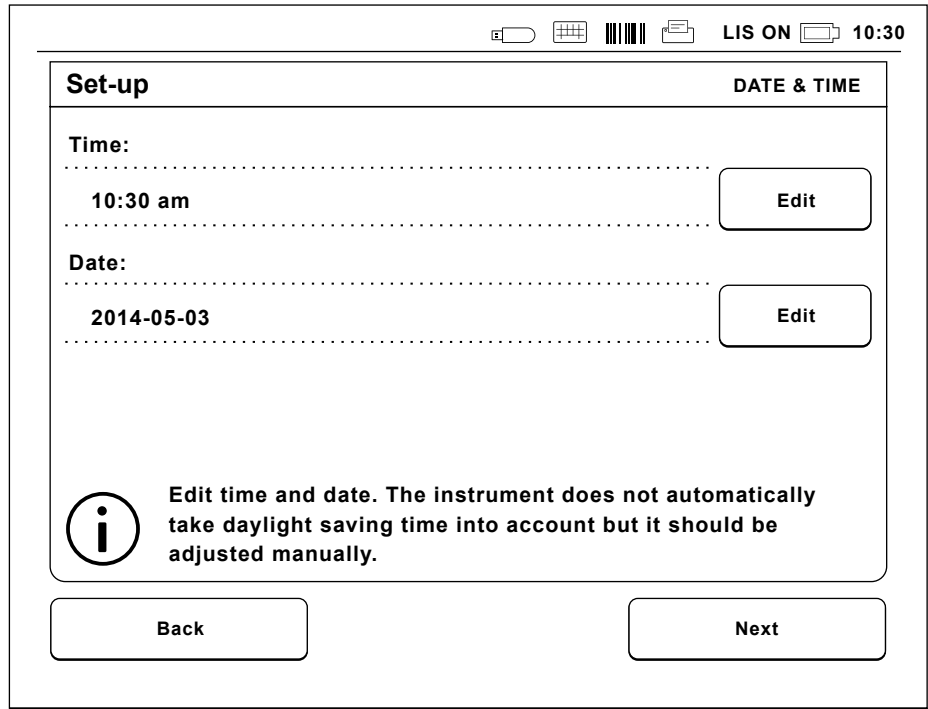 LIS ON 10:30
Set-up DATE & TIME
Time:
10:30 am Edit
Date:
2014-05-03 Edit
Edit time and date. The instrument does not automatically
take daylight saving time into account but it should be
adjusted manually.
Back Next